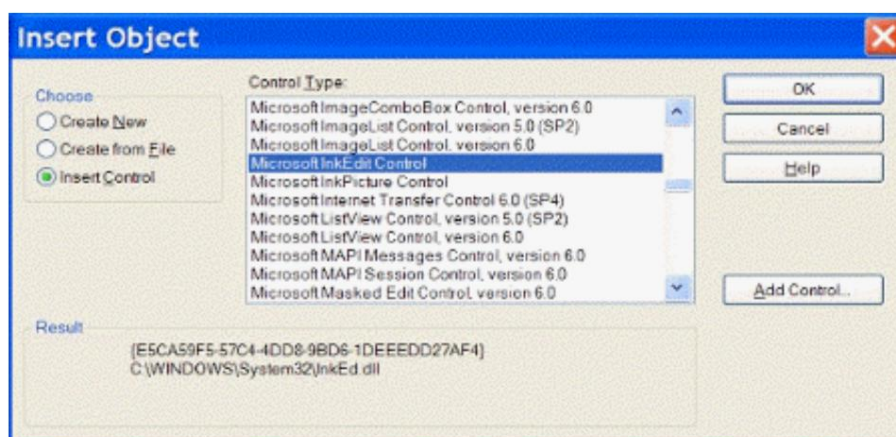 Insert Object
Control Type:
Choose
Create New
Create from File
Insert Control
Microsoft ImageComboBox Control, version 6.0
Microsoft ImageList Control, version 5.0 (SP2)
Microsoft ImageList Control, version 6.0
Microsoft InkEdit Control
Microsoft InkPicture Control
Microsoft Internet Transfer Control 6.0 (SP4)
Microsoft ListView Control, version 5.0 (SP2)
Microsoft ListView Control, version 6.0
Microsoft MAPI Messages Control, version 6.0
Microsoft MAPI Session Control, version 6.0
Microsoft Masked Edit Control, version 6.0
OK
Cancel
Help
Add Control...
Result
{E5CA59F5-57C4-4DD8-9BD6-1DEEEDD27AF4}
C:\WINDOWS\System32\InkEd.dll